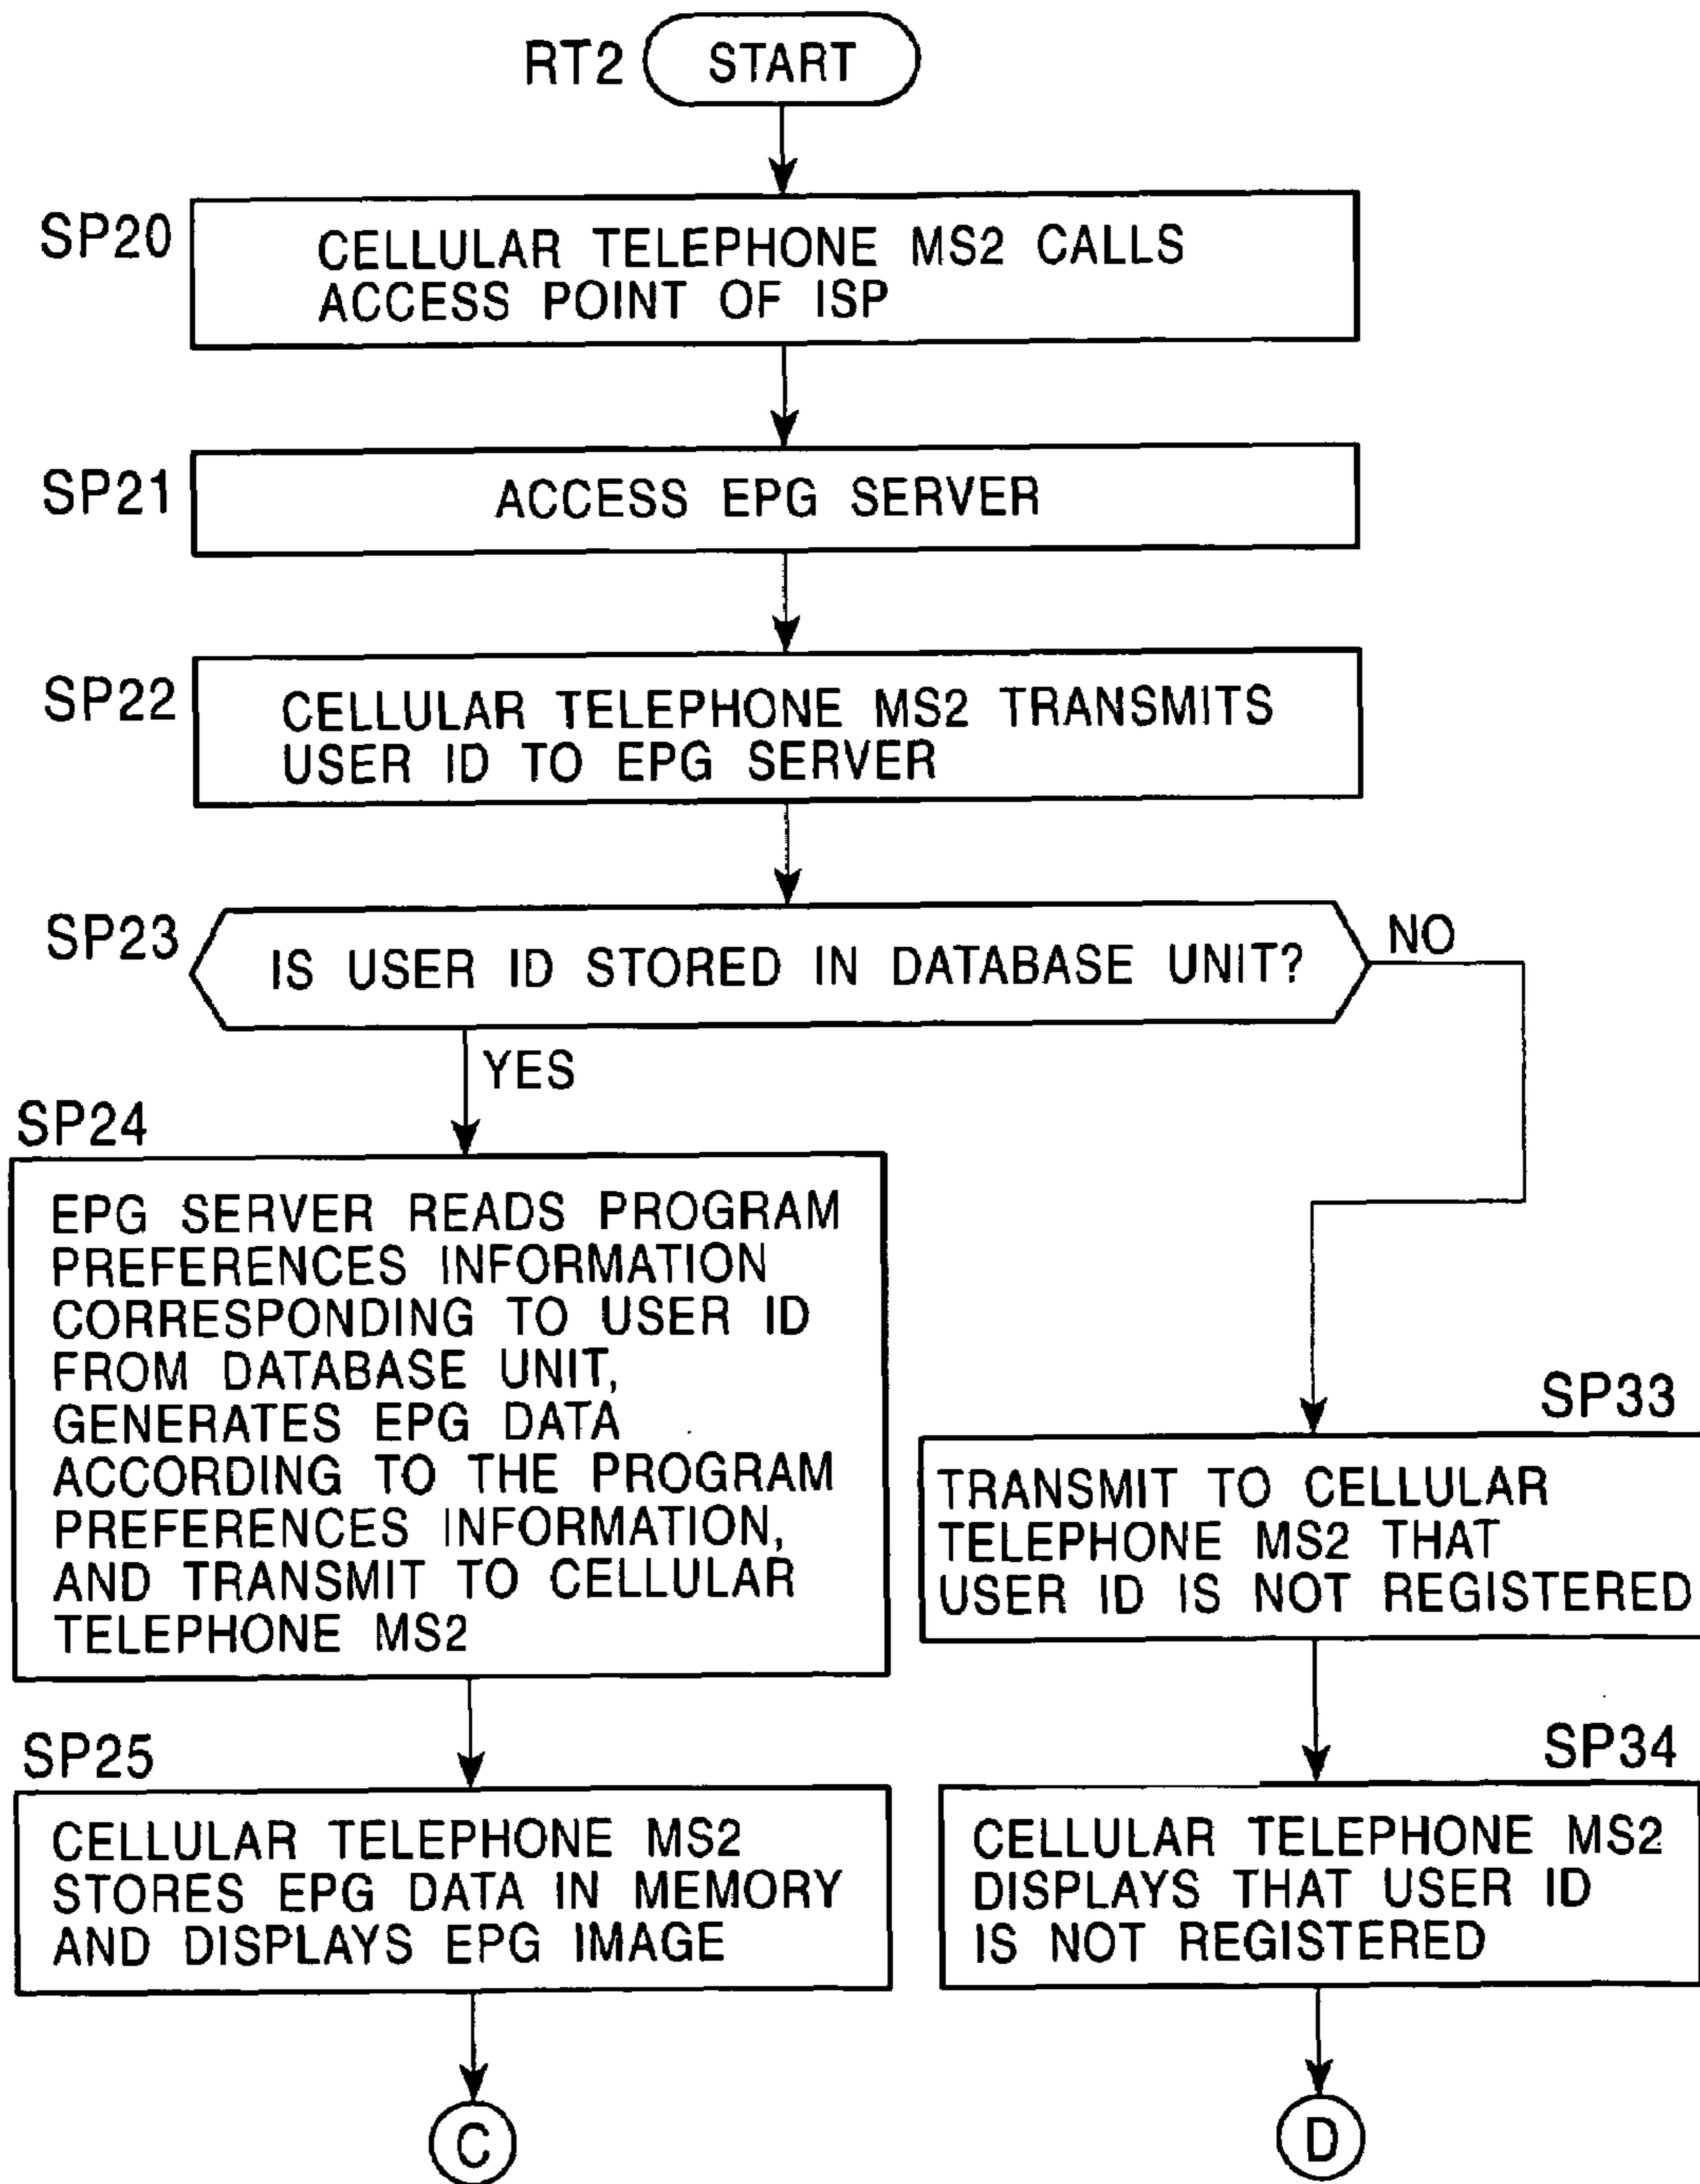 RT2 START
SP20
CELLULAR TELEPHONE MS2 CALLS
ACCESS POINT OF ISP
SP21
ACCESS EPG SERVER
SP22
CELLULAR TELEPHONE MS2 TRANSMITS
USER ID TO EPG SERVER
SP23
IS USER ID STORED IN DATABASE UNIT?
NO
YES
SP24
EPG SERVER READS PROGRAM
PREFERENCES INFORMATION
CORRESPONDING TO USER ID
FROM DATABASE UNIT,
GENERATES EPG DATA
ACCORDING TO THE PROGRAM
PREFERENCES INFORMATION,
AND TRANSMIT TO CELLULAR
TELEPHONE MS2
SP33
TRANSMIT TO CELLULAR
TELEPHONE MS2 THAT
USER ID IS NOT REGISTERED
SP25
CELLULAR TELEPHONE MS2
STORES EPG DATA IN MEMORY
AND DISPLAYS EPG IMAGE
SP34
CELLULAR TELEPHONE MS2
DISPLAYS THAT USER ID
IS NOT REGISTERED
C
D